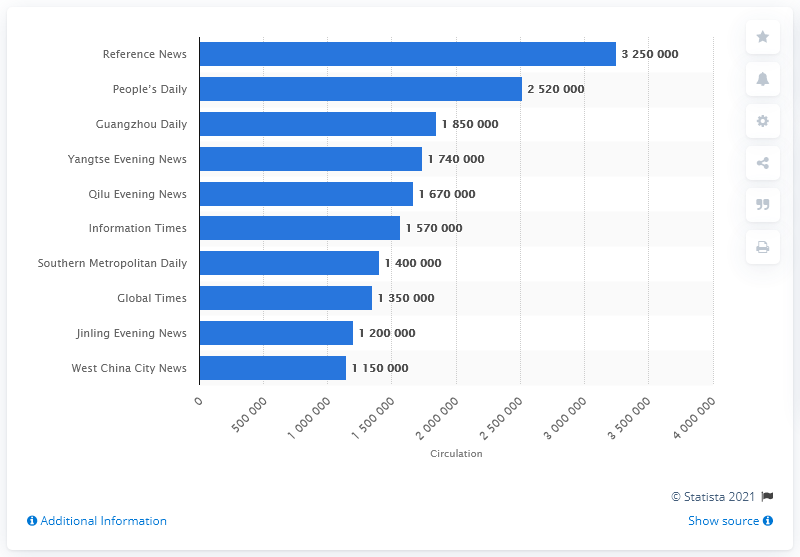 Reference News 3 250 000
People's Daily 2 520 000
Guangzhou Daily 1 850 000
Yangtse Evening News 1 740 000
Qilu Evening News 1 670 000
Information Times 1 570 000
Southern Metropolitan Daily 1 400 000
Global Times 1 350 000
Jinling Evening News 1 200 000
West China City News 1 150 000
0 500 000 1 000 000 1 500 000 2 000 000 2 500 000 3 000 000 3 500 000 4 000 000
Circulation
© Statista 2021
Additional Information Show source